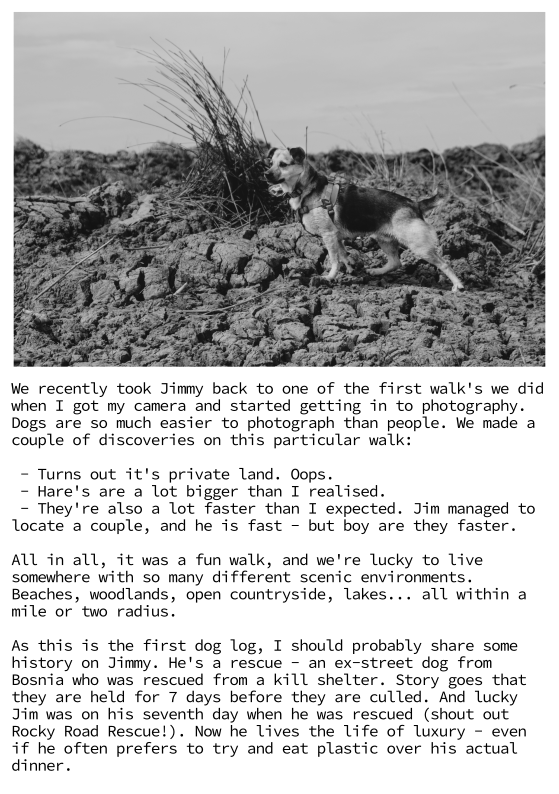 We recently took Jimmy back to one of the first walk's we did
when I got my camera and started getting in to photography.
Dogs are so much easier to photograph than people. We made a
couple of discoveries on this particular walk:
- Turns out it's private land. Oops.
- Hare's are a lot bigger than I realised.
- They're also a lot faster than I expected. Jim managed to
locate a couple, and he is fast - but boy are they faster.
All in all, it was a fun walk, and we're lucky to live
somewhere with so many different scenic environments.
Beaches, woodlands, open countryside, lakes... all within a
mile or two radius.
As this is the first dog log, I should probably share some
history on Jimmy. He's a rescue - an ex-street dog from
Bosnia who was rescued from a kill shelter. Story goes that
they are held for 7 days before they are culled. And lucky
Jim was on his seventh day when he was rescued (shout out
Rocky Road Rescue!). Now he lives the life of luxury - even
if he often prefers to try and eat plastic over his actual
dinner.